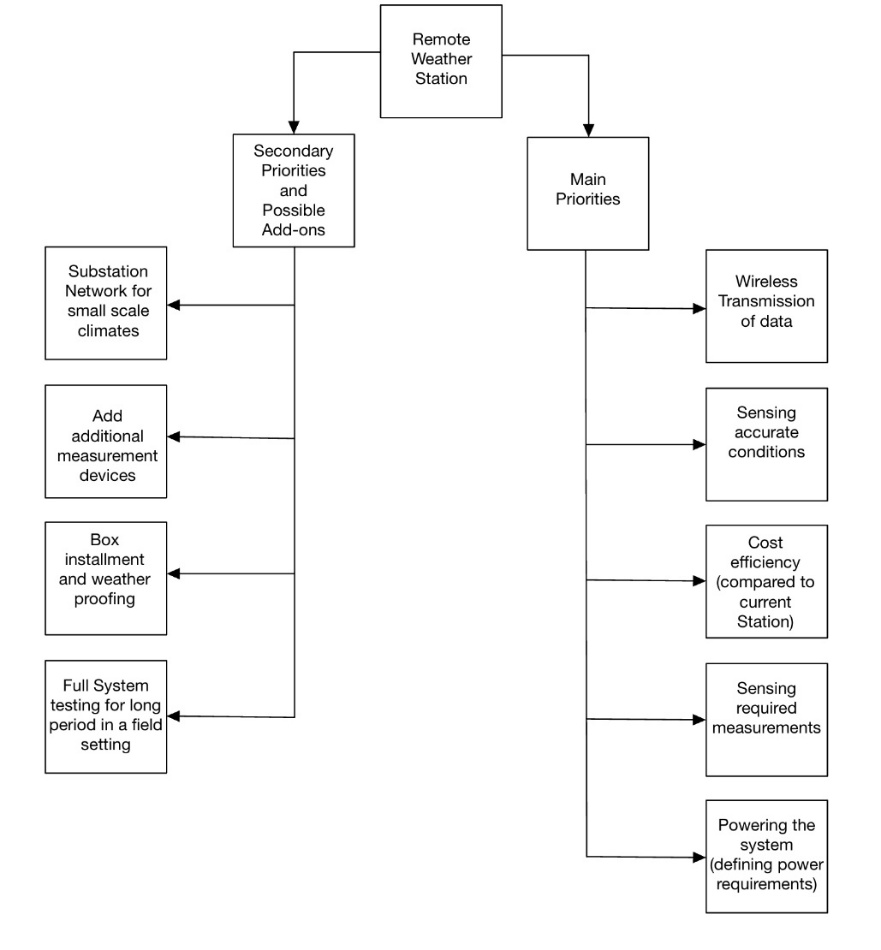 Remote
Weather
Station
Secondary
Priorities
and
Possible
Add-ons
Main
Priorities
Substation
Network for
small scale
climates
Add
additional
measurement
devices
Box
installment
and weather
proofing
Full System
testing for long
period in a field
setting
Wireless
Transmission
of data
Sensing
accurate
conditions
Cost
efficiency
(compared to
current
Station)
Sensing
required
measurements
Powering the
system
(defining power
requirements)